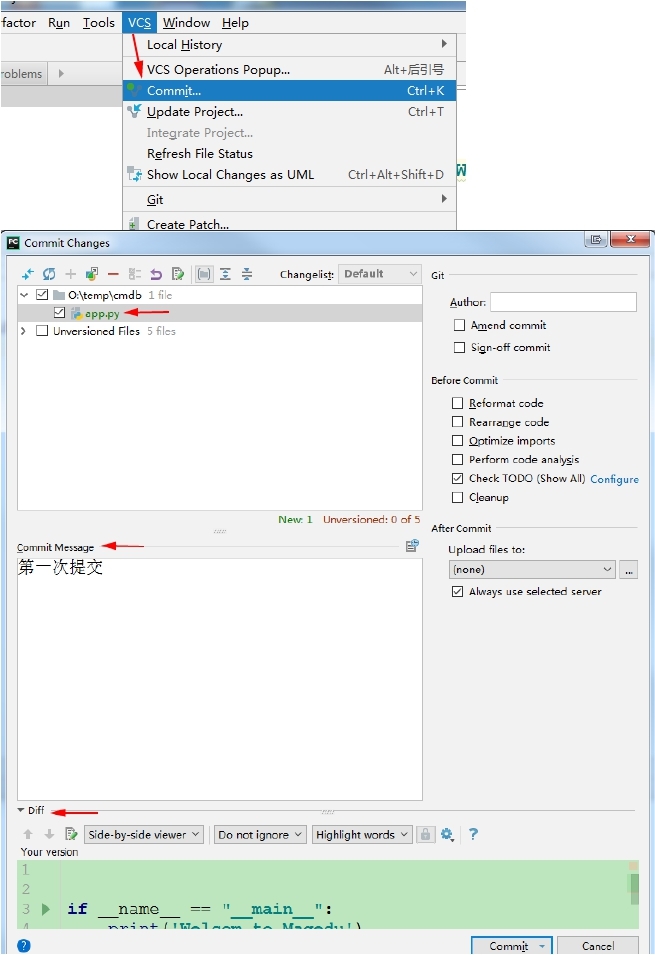 factor Run Tools VCS Window Help
Local History
roblems
VCS Operations Popup... Alt+后引号
Commit... Ctrl+K
Update Project... Ctrl+T
Integrate Project...
Refresh File Status
Show Local Changes as UML Ctrl+Alt+Shift+D
W
Git
Create Patch...
PC Commit Changes
Changelist: Default
O:\temp\cmdb 1 file
app.py
Unversioned Files 5 files
New: 1 Unversioned: 0 of 5
Commit Message
第一次提交
Git
Author:
Amend commit
Sign-off commit
Before Commit
Reformat code
Rearrange code
Optimize imports
Perform code analysis
Check TODO (Show All) Configure
Cleanup
After Commit
Upload files to:
(none) ...
Always use selected server
Diff
Side-by-side viewer Do not ignore Highlight words ?
Your version
1
2
3 if __name__ == "__main__":
4 print('Welcom to Magedu')
? Commit Cancel